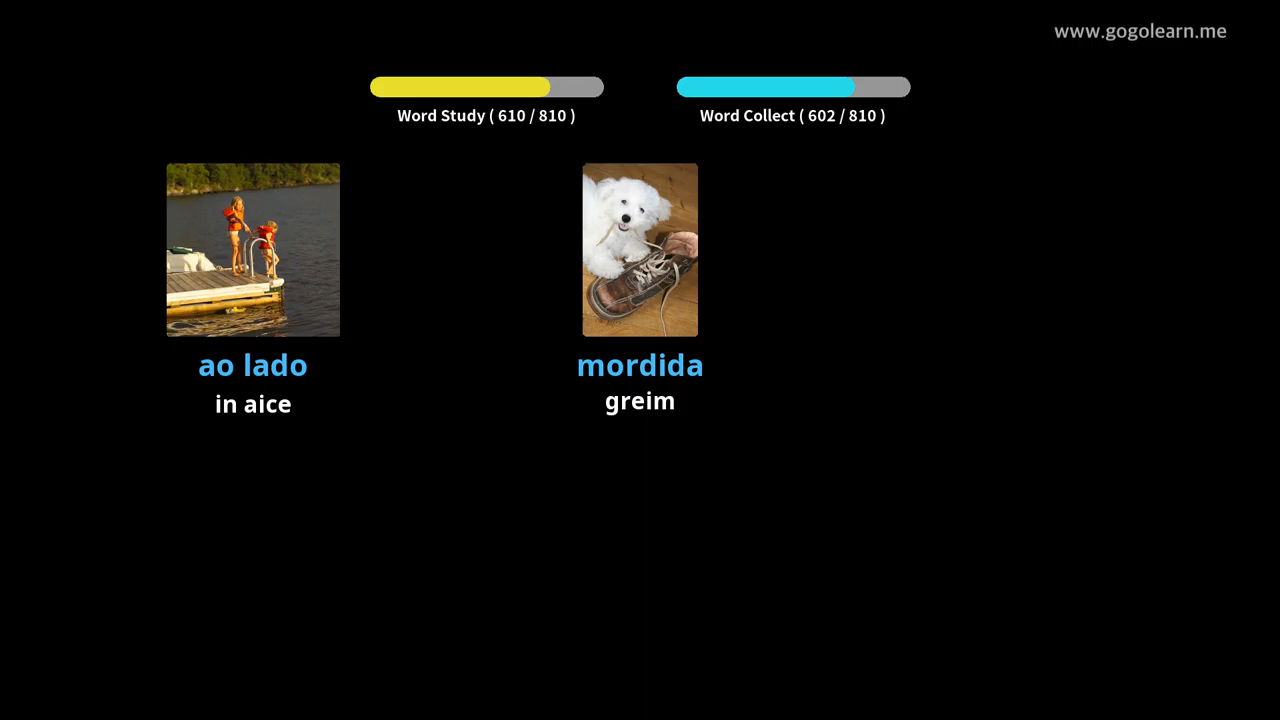 www.gogolearn.me
Word Study ( 610 / 810 )
Word Collect ( 602 / 810 )
ao lado
in aice
mordida
greim